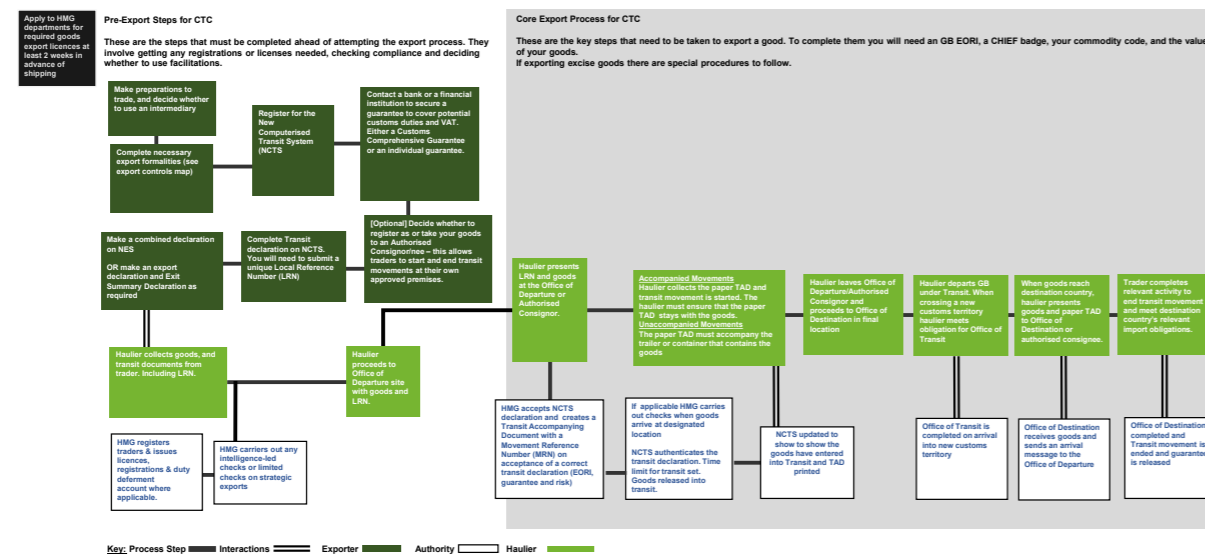 Apply to HMG
departments for
required goods
export licences at
least 2 weeks in
advance of
shipping
Pre-Export Steps for CTC
These are the steps that must be completed ahead of attempting the export process. They
involve getting any registrations or licenses needed, checking compliance and deciding
whether to use facilitations.
Core Export Process for CTC
These are the key steps that need to be taken to export a good. To complete them you will need an GB EORI, a CHIEF badge, your commodity code, and the value
of your goods.
If exporting excise goods there are special procedures to follow.
Make preparations to
trade, and decide whether
to use an intermediary
Complete necessary
export formalities (see
export controls map)
Register for the
New
Computerised
Transit System
(NCTS
Contact a bank or a financial
institution to secure a
guarantee to cover potential
customs duties and VAT.
Either a Customs
Comprehensive Guarantee
or an individual guarantee.
Make a combined declaration
on NES
OR make an export
declaration and Exit
Summary Declaration as
required
Complete Transit
declaration on NCTS.
You will need to submit a
unique Local Reference
Number (LRN)
[Optional] Decide whether to
register as or take your goods
to an Authorised
Consignor/nee – this allows
traders to start and end transit
movements at their own
approved premises.
Haulier collects goods, and
transit documents from
trader. Including LRN.
Haulier
proceeds to
Office of
Departure site
with goods and
LRN.
HMG registers
traders & issues
licences,
registrations & duty
deferment
account where
applicable.
HMG carriers out any
intelligence-led
checks or limited
checks on strategic
exports
Haulier presents
LRN and goods
at the Office of
Departure or
Authorised
Consignor.
Accompanied Movements
Haulier collects the paper TAD and
transit movement is started. The
haulier must ensure that the paper
TAD stays with the goods.
Unaccompanied Movements
The paper TAD must accompany the
trailer or container that contains the
goods
Haulier leaves Office of
Departure/Authorised
Consignor and
proceeds to Office of
Destination in final
location
Haulier departs GB
under Transit. When
crossing a new
customs territory
haulier meets
obligation for Office of
Transit
When goods reach
destination country,
haulier presents
goods and paper TAD
to Office of
Destination or
authorised consignee.
Trader completes
relevant activity to
end transit movement
and meet destination
country's relevant
import obligations.
HMG accepts NCTS
declaration and creates a
Transit Accompanying
Document with a
Movement Reference
Number (MRN) on
acceptance of a correct
transit declaration (EORI,
guarantee and risk)
If applicable HMG carries
out checks when goods
arrive at designated
location
NCTS authenticates the
transit declaration. Time
limit for transit set.
Goods released into
transit.
NCTS updated to
show to show the
goods have entered
into Transit and TAD
printed
Office of Transit is
completed on arrival
into new customs
territory
Office of Destination
receives goods and
sends an arrival
message to the
Office of Departure
Office of Destination
completed and
Transit movement is
ended and guarantee
is released
Key: Process Step Interactions Exporter Authority Haulier